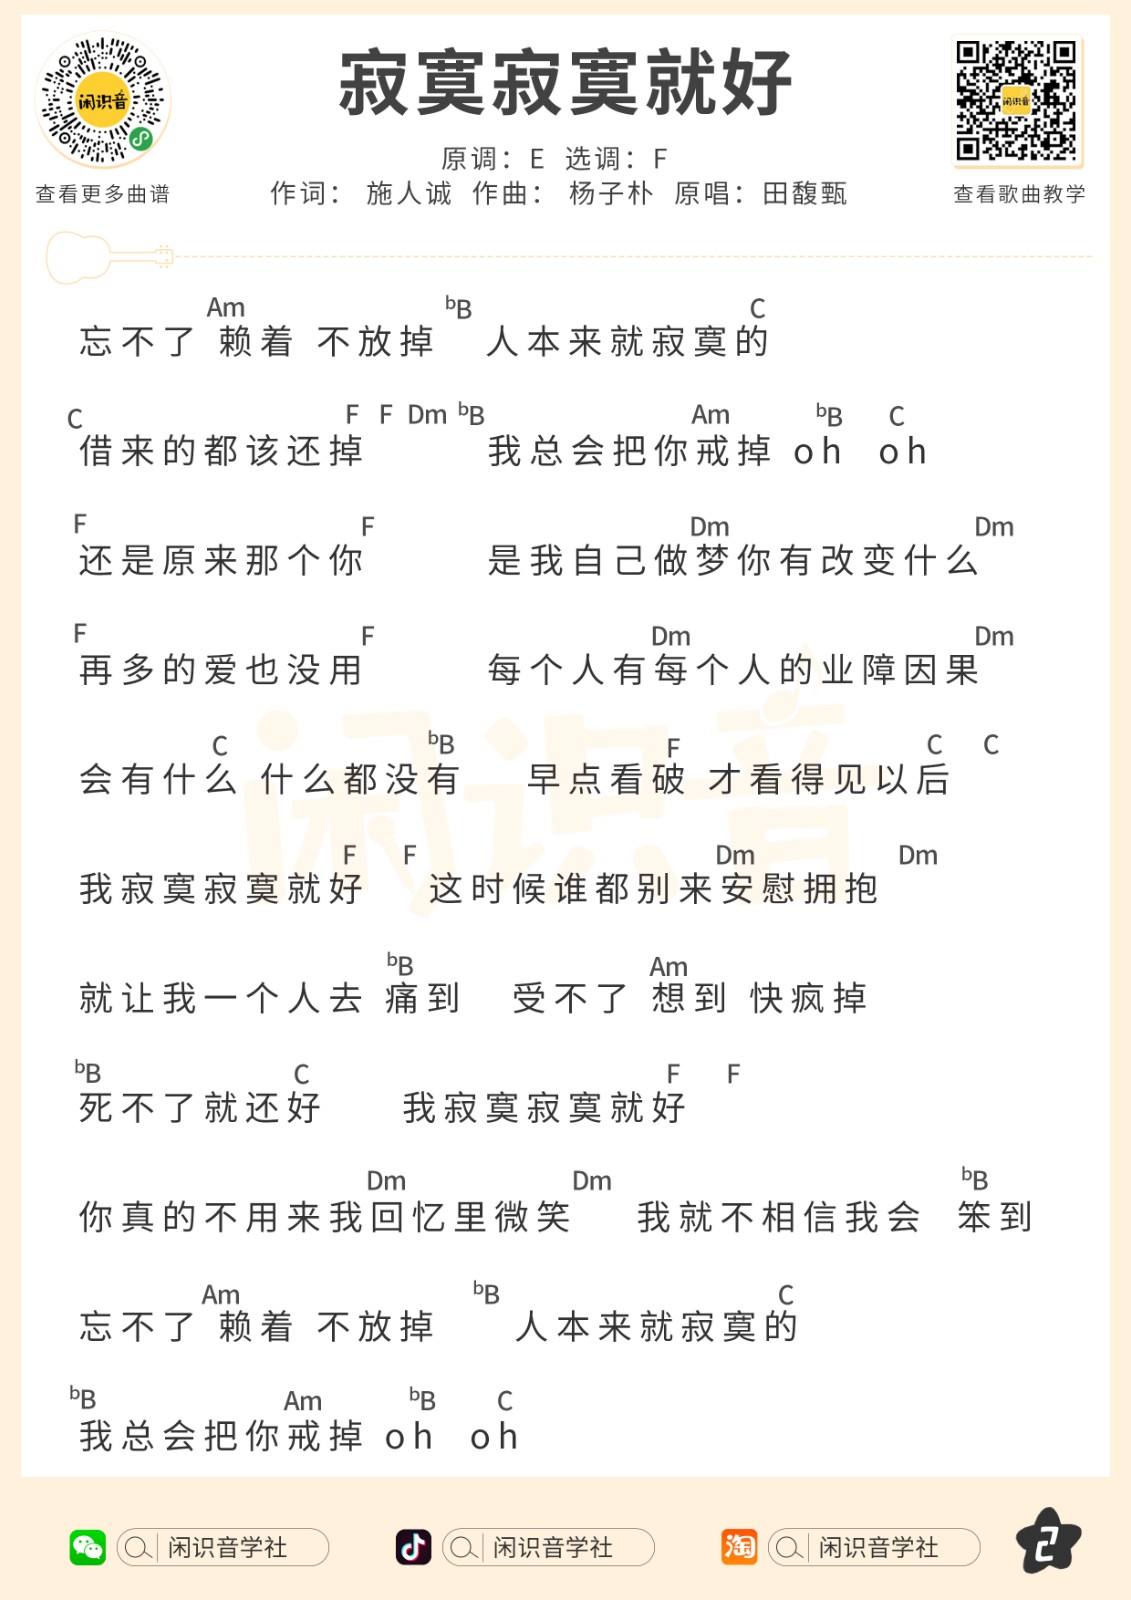 闲识音
查看更多曲谱
寂寞寂寞就好
原调：E 选调：F
作词： 施人诚 作曲： 杨子朴 原唱：田馥甄
闲识音
查看歌曲教学
Am ᵇB C
忘不了 赖着 不放掉 人本来就寂寞的
C F F Dm ᵇB Am ᵇB C
借来的都该还掉 我总会把你戒掉 oh oh
F F Dm Dm
还是原来那个你 是我自己做梦你有改变什么
F F Dm Dm
再多的爱也没用 每个人有每个人的业障因果
C ᵇB F C C
会有什么 什么都没有 早点看破 才看得见以后
F F Dm Dm
我寂寞寂寞就好 这时候谁都别来安慰拥抱
ᵇB Am
就让我一个人去 痛到 受不了 想到 快疯掉
ᵇB C F F
死不了就还好 我寂寞寂寞就好
Dm Dm ᵇB
你真的不用来我回忆里微笑 我就不相信我会 笨到
Am ᵇB C
忘不了 赖着 不放掉 人本来就寂寞的
ᵇB Am ᵇB C
我总会把你戒掉 oh oh
闲识音
闲识音学社 闲识音学社 淘 闲识音学社 2